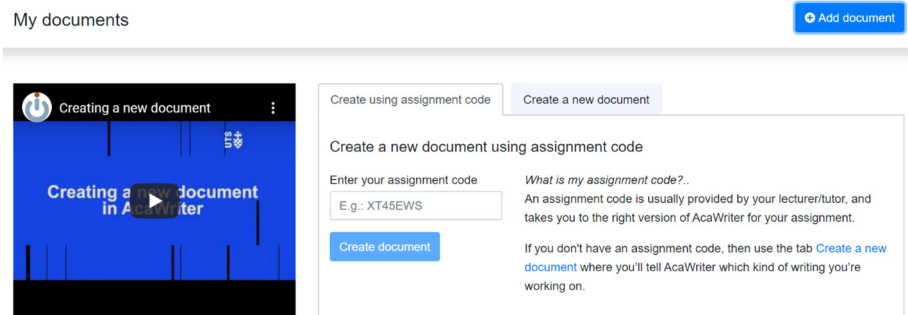 My documents
Add document
Creating a new document
UTS
Creating a new document
in AcaWriter
Create using assignment code
Create a new document
Create a new document using assignment code
Enter your assignment code
E.g.: XT45EWS
Create document
What is my assignment code?..
An assignment code is usually provided by your lecturer/tutor, and
takes you to the right version of AcaWriter for your assignment.
If you don't have an assignment code, then use the tab Create a new
document where you'll tell AcaWriter which kind of writing you're
working on.